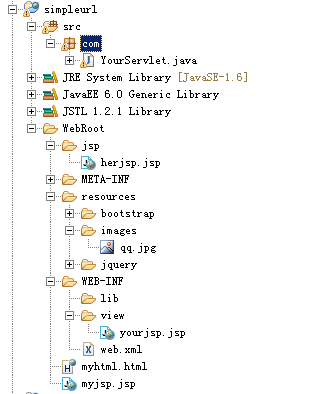 simpleurl
src
com
YourServlet.java
JRE System Library [JavaSE-1.6]
JavaEE 6.0 Generic Library
JSTL 1.2.1 Library
WebRoot
jsp
herjsp.jsp
META-INF
resources
bootstrap
images
qq.jpg
jquery
WEB-INF
lib
view
yourjsp.jsp
web.xml
myhtml.html
myjsp.jsp